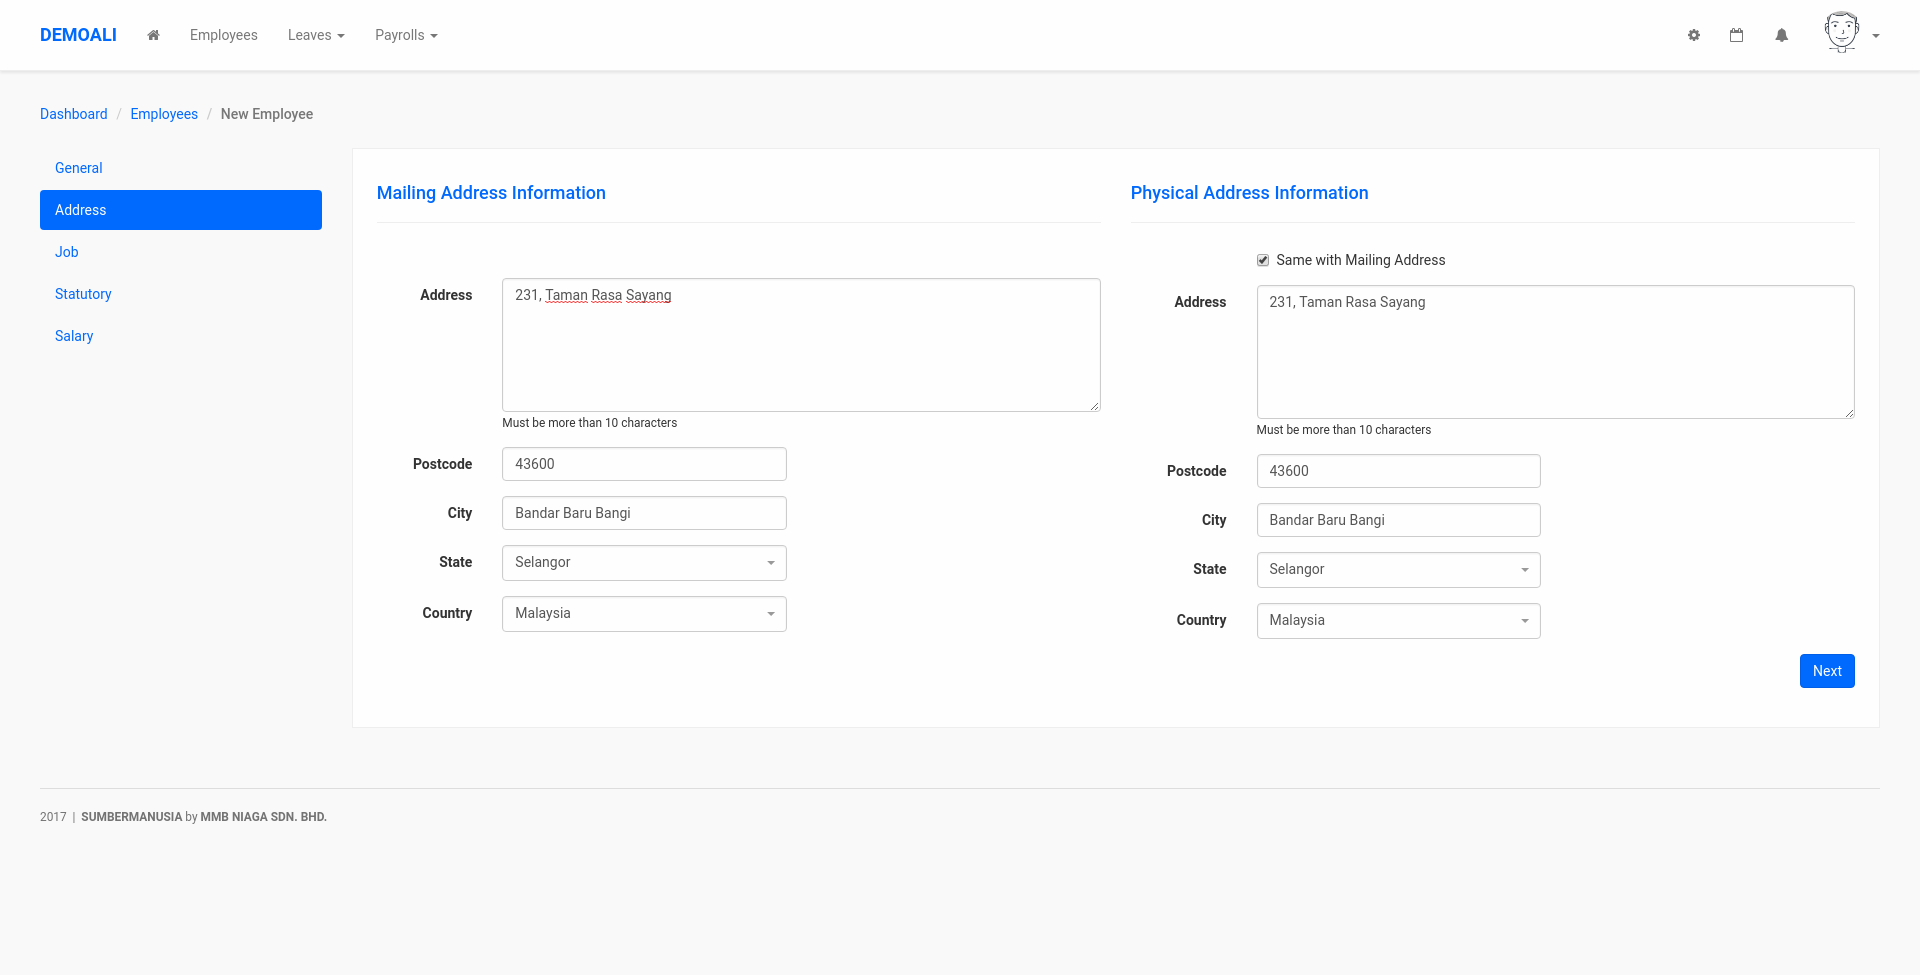 DEMOALI Employees Leaves Payrolls
Dashboard / Employees / New Employee
General
Address
Job
Statutory
Salary
Mailing Address Information
Address 231, Taman Rasa Sayang
Must be more than 10 characters
Postcode 43600
City Bandar Baru Bangi
State Selangor
Country Malaysia
Physical Address Information
Same with Mailing Address
Address 231, Taman Rasa Sayang
Must be more than 10 characters
Postcode 43600
City Bandar Baru Bangi
State Selangor
Country Malaysia
Next
2017 | SUMBERMANUSIA by MMB NIAGA SDN. BHD.